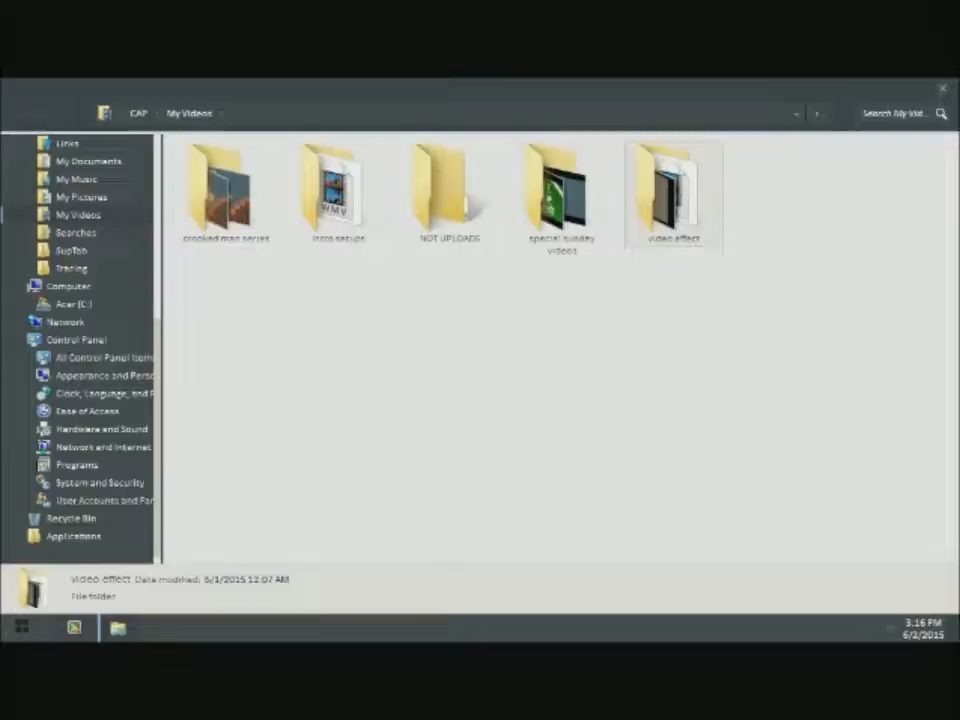 CAP
My Videos
Search My Vid...
Links
My Documents
My Music
My Pictures
My Videos
Searches
SupTab
Tracing
Computer
Acer (C:)
Network
Control Panel
All Control Panel Item
Appearance and Perso
Clock, Language, and R
Ease of Access
Hardware and Sound
Network and Internet
Programs
System and Security
User Accounts and Fam
Recycle Bin
Applications
crooked man series
intro setups
WMV
NOT UPLOADS
special sunday
videos
video effect
video effect Date modified: 6/1/2015 12:07 AM
File folder
3:16 PM
6/2/2015